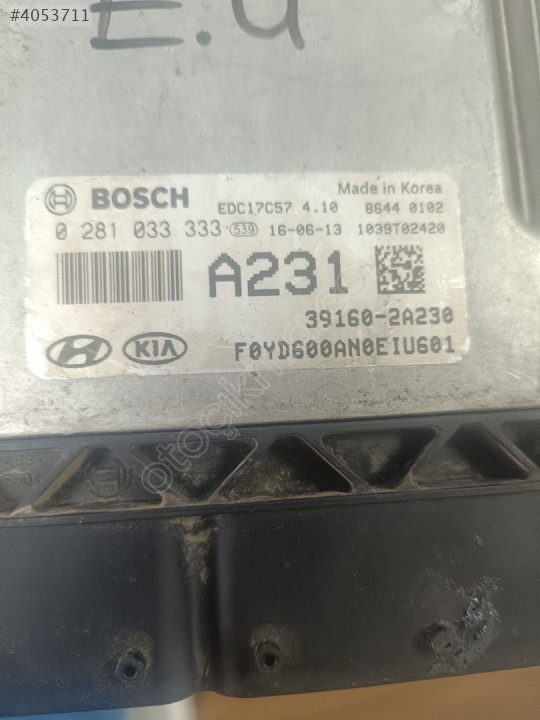 #4053711
E.U
BOSCH
Made in Korea
EDC17C57 4.10 8644 0102
0 281 033 333 539 16-06-13 1039T02420
A231
39160-2A230
KIA
F0YD600AN0EIU601
otoçıkma